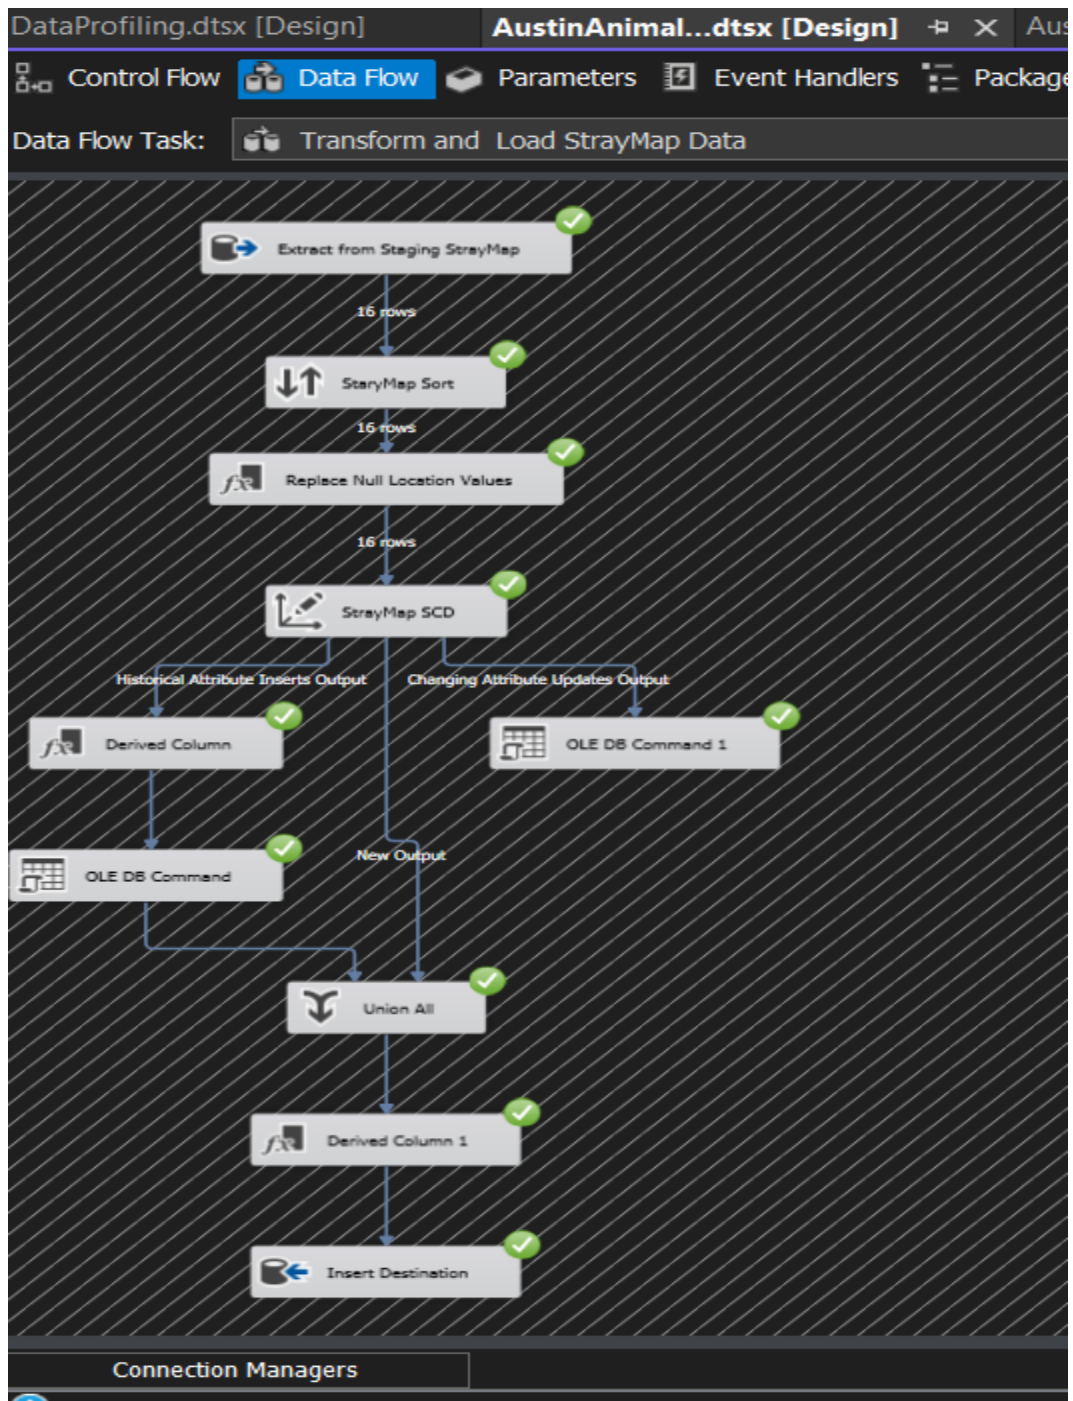 DataProfiling.dtsx [Design] AustinAnimal...dtsx [Design] Aus
Control Flow Data Flow Parameters Event Handlers Package
Data Flow Task: Transform and Load StrayMap Data
Extract from Staging StrayMap
16 rows
StaryMap Sort
16 rows
Replace Null Location Values
16 rows
StrayMap SCD
Historical Attribute Inserts Output Changing Attribute Updates Output
Derived Column OLE DB Command 1
New Output
OLE DB Command
Union All
Derived Column 1
Insert Destination
Connection Managers